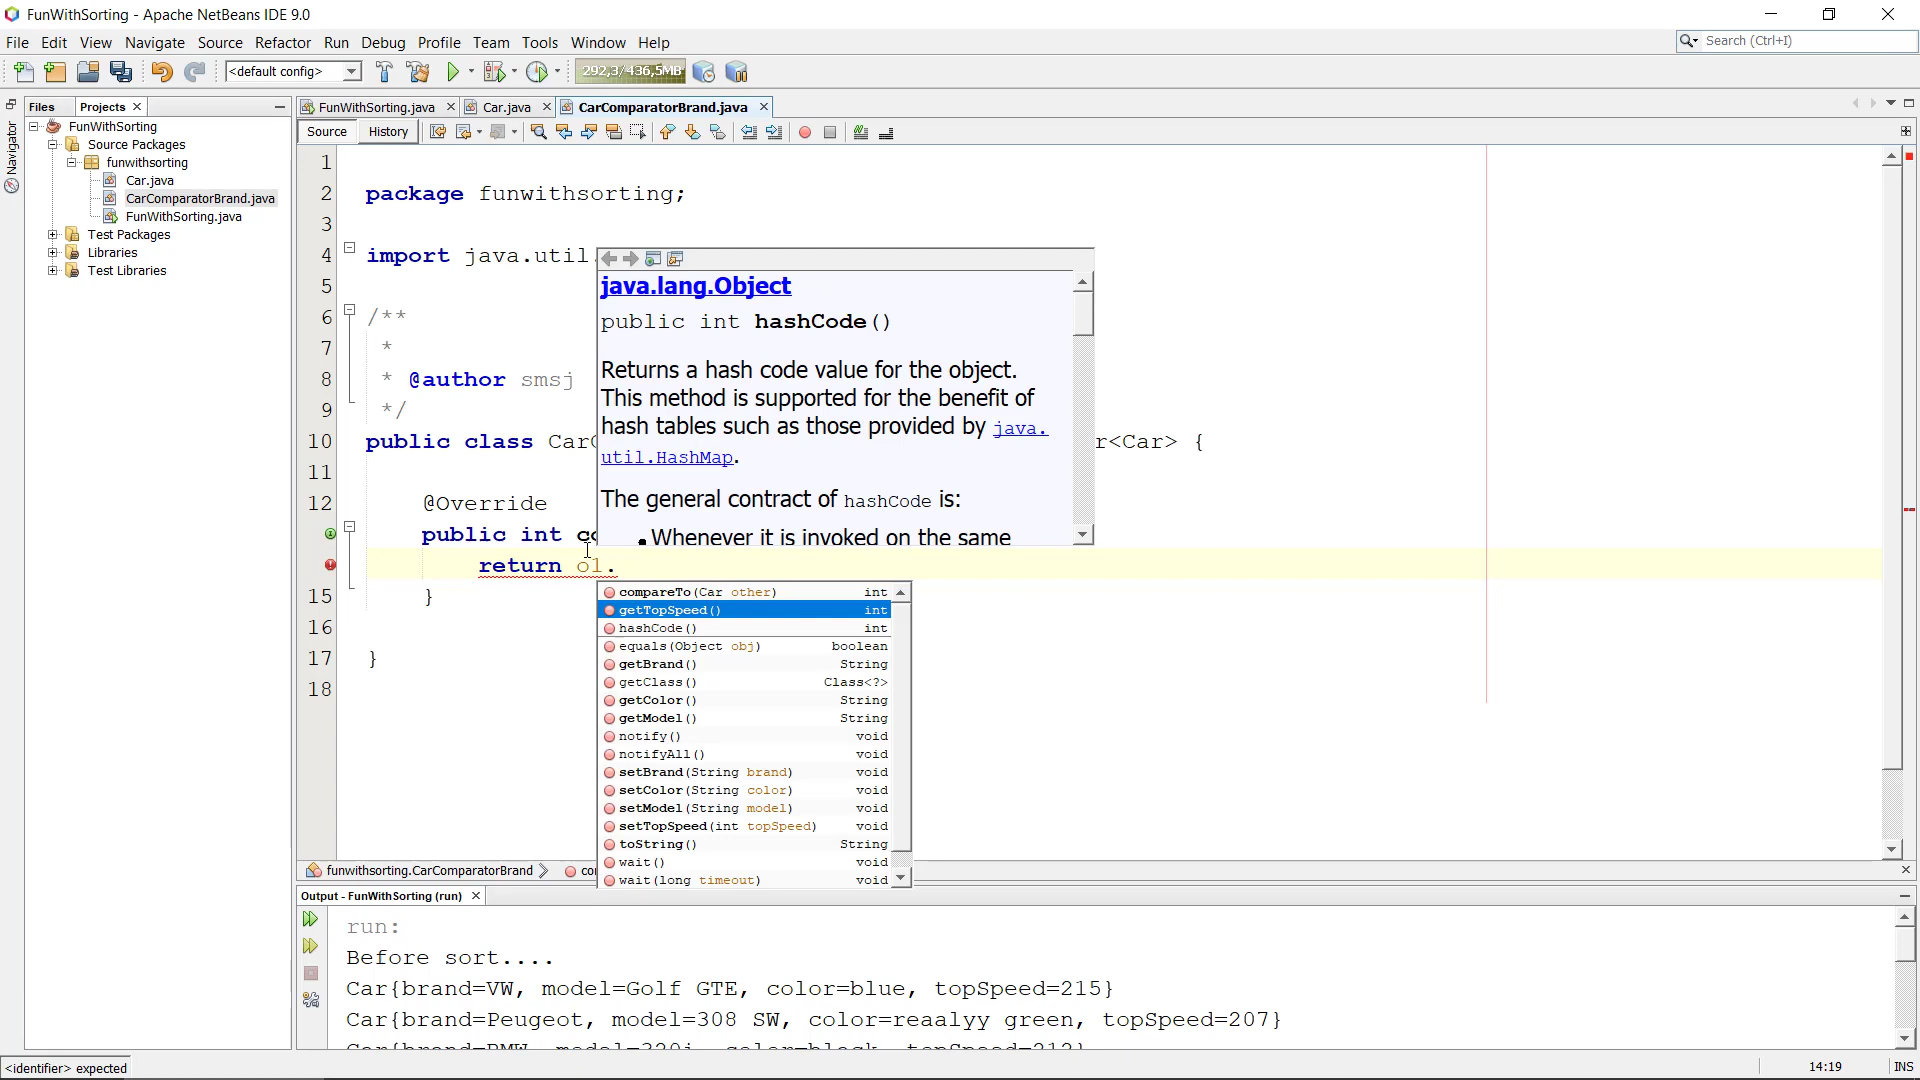 FunWithSorting - Apache NetBeans IDE 9.0
File Edit View Navigate Source Refactor Run Debug Profile Team Tools Window Help
Search (Ctrl+I)
<default config>
292,3/436,5MB
Files Projects
FunWithSorting.java Car.java CarComparatorBrand.java
Source History
Navigator
FunWithSorting
Source Packages
funwithsorting
Car.java
CarComparatorBrand.java
FunWithSorting.java
Test Packages
Libraries
Test Libraries
1
2 package funwithsorting;
3
4 import java.util.
5
6 /**
7 *
8 * @author smsj
9 */
10 public class CarC r<Car> {
11
12 @Override
public int co
return o1.
15 }
16
17 }
18
java.lang.Object
public int hashCode()
Returns a hash code value for the object.
This method is supported for the benefit of
hash tables such as those provided by java.
util.HashMap.
The general contract of hashCode is:
• Whenever it is invoked on the same
compareTo(Car other) int
getTopSpeed() int
hashCode() int
equals(Object obj) boolean
getBrand() String
getClass() Class<?>
getColor() String
getModel() String
notify() void
notifyAll() void
setBrand(String brand) void
setColor(String color) void
setModel(String model) void
setTopSpeed(int topSpeed) void
toString() String
wait() void
wait(long timeout) void
funwithsorting.CarComparatorBrand co
Output - FunWithSorting (run)
run:
Before sort....
Car{brand=VW, model=Golf GTE, color=blue, topSpeed=215}
Car{brand=Peugeot, model=308 SW, color=reaalyy green, topSpeed=207}
Car{brand=BMW, model=320i, color=black, topSpeed=212}
<identifier> expected
14:19 INS